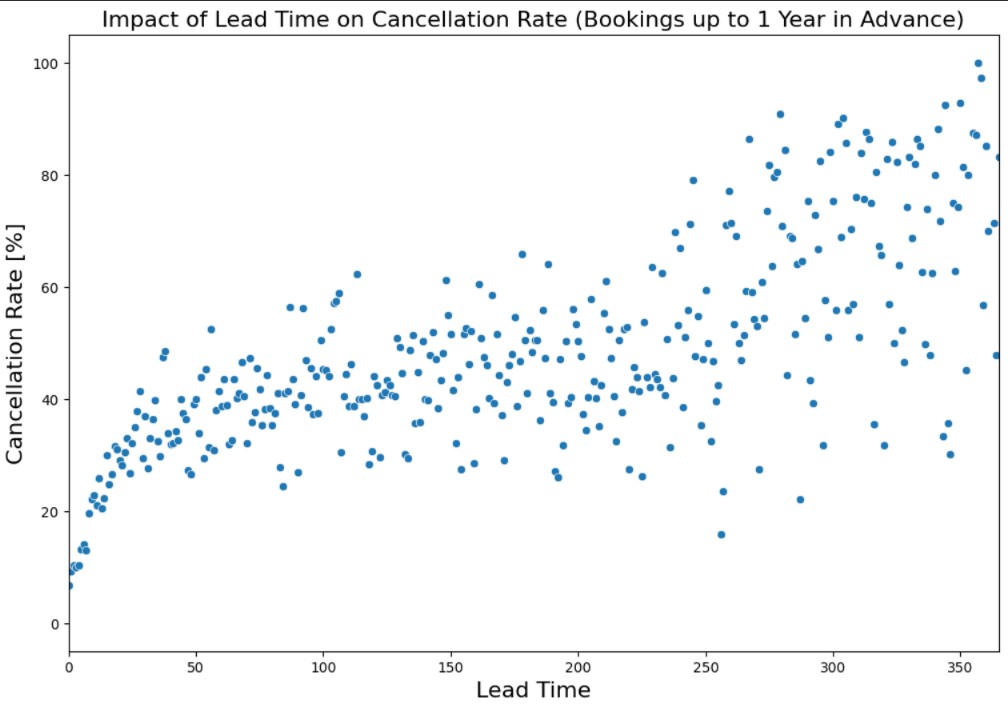 Impact of Lead Time on Cancellation Rate (Bookings up to 1 Year in Advance)
Cancellation Rate [%]
100
80
60
40
20
0
0 50 100 150 200 250 300 350
Lead Time